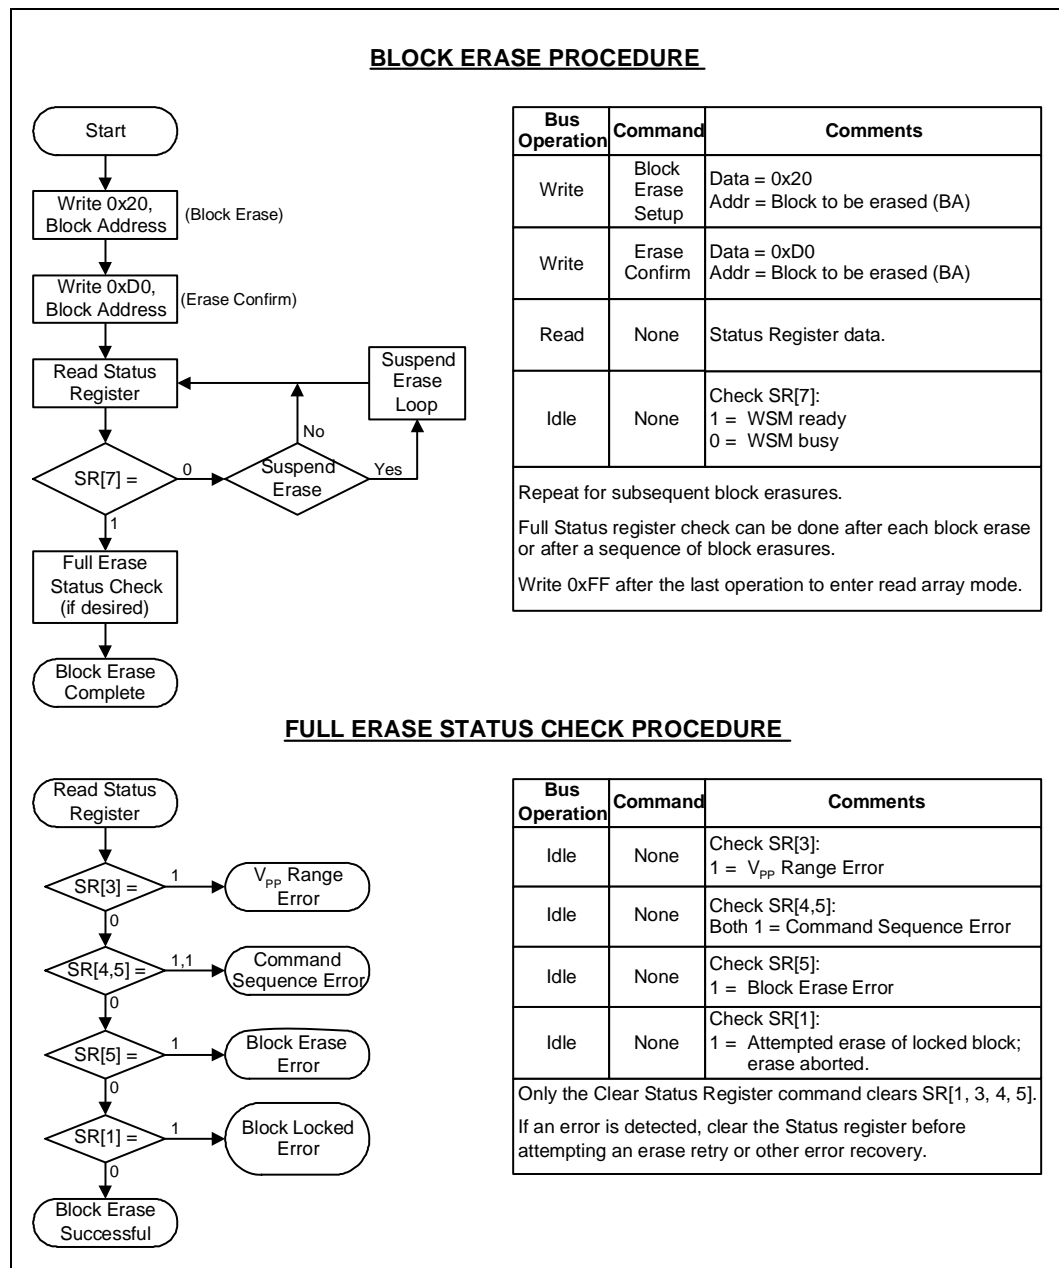 BLOCK ERASE PROCEDURE
Start
Write 0x20,
Block Address
(Block Erase)
Write 0xD0,
Block Address
(Erase Confirm)
Read Status
Register
Suspend
Erase
Loop
No
SR[7] =
0
Suspend
Erase
Yes
1
Full Erase
Status Check
(if desired)
Block Erase
Complete
Bus
Operation
Command
Comments
Write
Block
Erase
Setup
Data = 0x20
Addr = Block to be erased (BA)
Write
Erase
Confirm
Data = 0xD0
Addr = Block to be erased (BA)
Read
None
Status Register data.
Idle
None
Check SR[7]:
1 = WSM ready
0 = WSM busy
Repeat for subsequent block erasures.
Full Status register check can be done after each block erase
or after a sequence of block erasures.
Write 0xFF after the last operation to enter read array mode.
FULL ERASE STATUS CHECK PROCEDURE
Read Status
Register
SR[3] =
1
VPP Range
Error
0
SR[4,5] =
1,1
Command
Sequence Error
0
SR[5] =
1
Block Erase
Error
0
SR[1] =
1
Block Locked
Error
0
Block Erase
Successful
Bus
Operation
Command
Comments
Idle
None
Check SR[3]:
1 = VPP Range Error
Idle
None
Check SR[4,5]:
Both 1 = Command Sequence Error
Idle
None
Check SR[5]:
1 = Block Erase Error
Idle
None
Check SR[1]:
1 = Attempted erase of locked block;
erase aborted.
Only the Clear Status Register command clears SR[1, 3, 4, 5].
If an error is detected, clear the Status register before
attempting an erase retry or other error recovery.